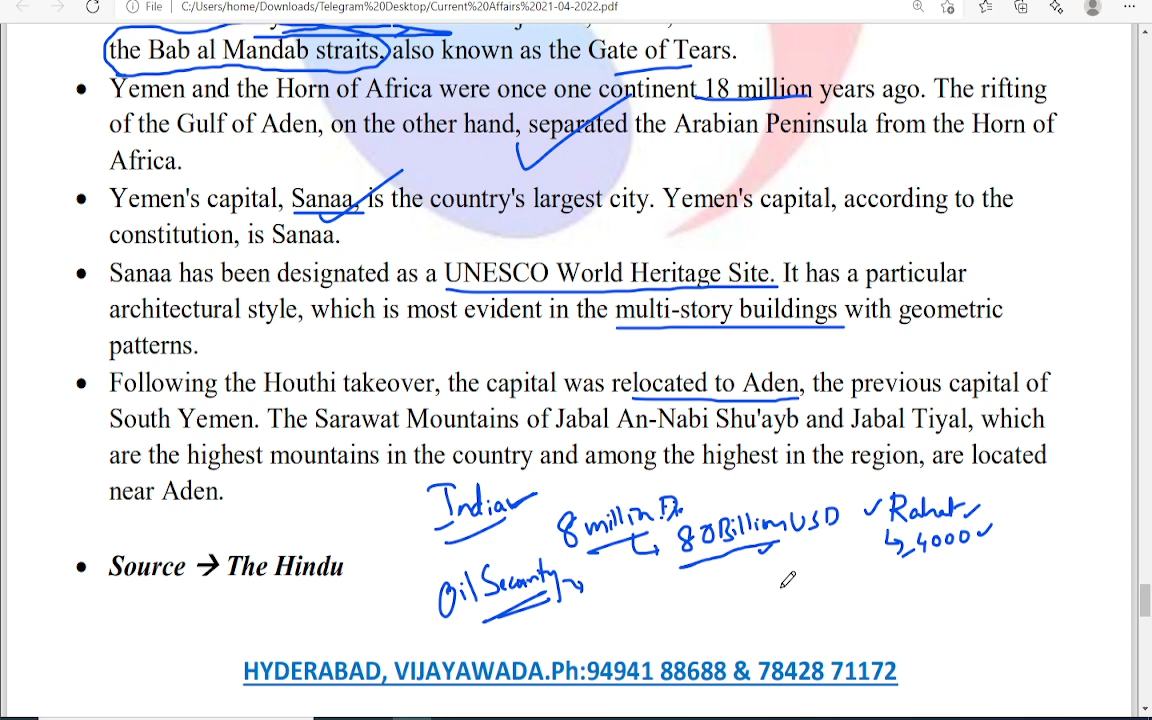 File | C:/Users/home/Downloads/Telegram%20Desktop/Current%20Affairs%2021-04-2022.pdf
the Bab al Mandab straits, also known as the Gate of Tears.
• Yemen and the Horn of Africa were once one continent 18 million years ago. The rifting
of the Gulf of Aden, on the other hand, separated the Arabian Peninsula from the Horn of
Africa.
• Yemen's capital, Sanaa, is the country's largest city. Yemen's capital, according to the
constitution, is Sanaa.
• Sanaa has been designated as a UNESCO World Heritage Site. It has a particular
architectural style, which is most evident in the multi-story buildings with geometric
patterns.
• Following the Houthi takeover, the capital was relocated to Aden, the previous capital of
South Yemen. The Sarawat Mountains of Jabal An-Nabi Shu'ayb and Jabal Tiyal, which
are the highest mountains in the country and among the highest in the region, are located
near Aden.
India 8 million 80 Billion USD ✓ Rahat
↳ 4000 ✓
• Source → The Hindu
Oil Security →
HYDERABAD, VIJAYAWADA.Ph:94941 88688 & 78428 71172